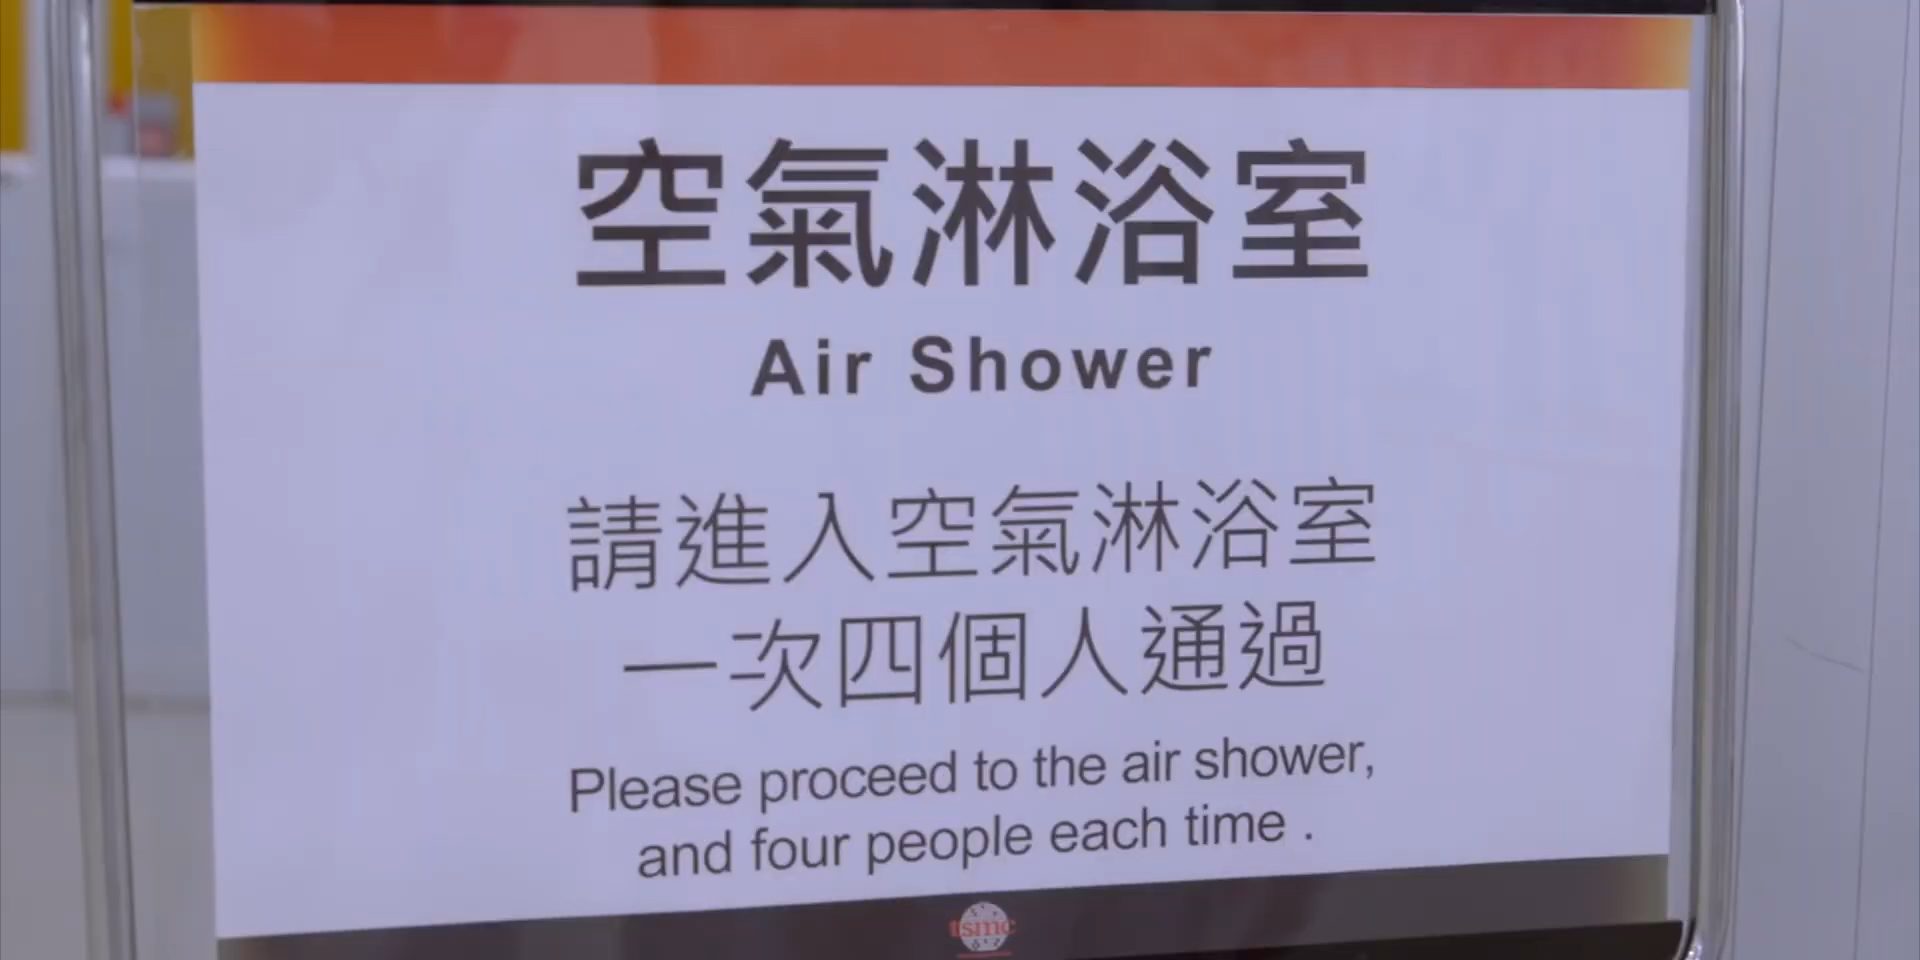 空氣淋浴室
Air Shower
請進入空氣淋浴室
一次四個人通過
Please proceed to the air shower,
and four people each time .
tsmc